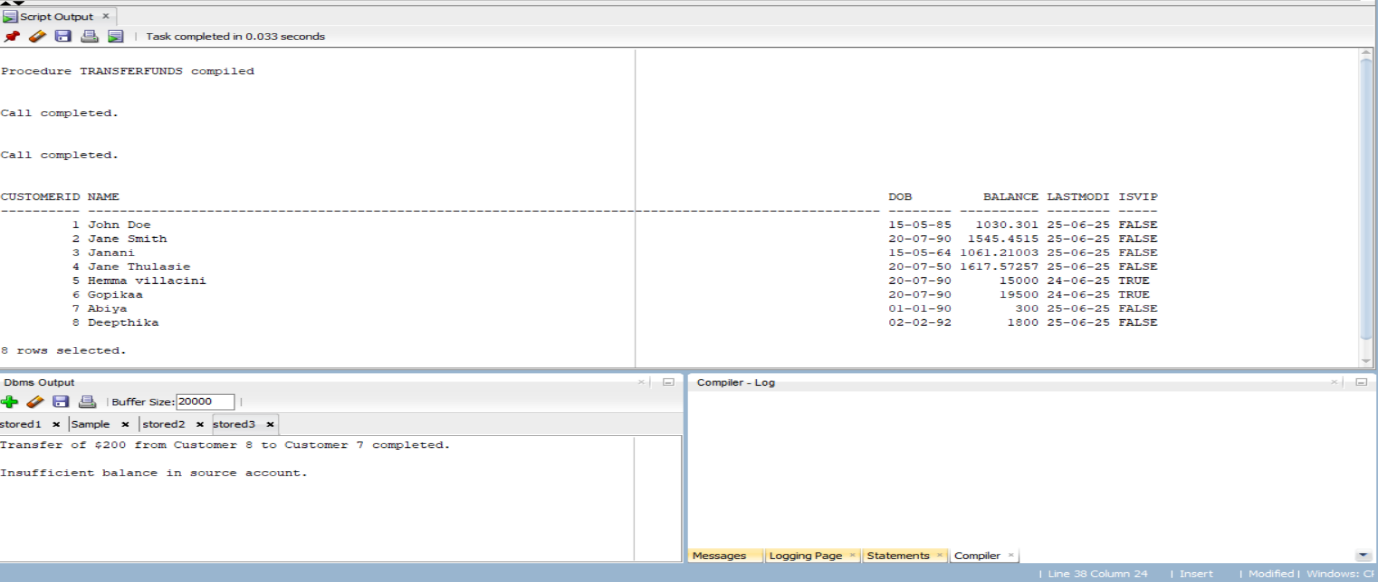 Script Output ×
Task completed in 0.033 seconds
Procedure TRANSFERFUNDS compiled
Call completed.
Call completed.
CUSTOMERID NAME DOB BALANCE LASTMODI ISVIP
1 John Doe 15-05-85 1030.301 25-06-25 FALSE
2 Jane Smith 20-07-90 1545.4515 25-06-25 FALSE
3 Janani 15-05-64 1061.21003 25-06-25 FALSE
4 Jane Thulasie 20-07-50 1617.57257 25-06-25 FALSE
5 Hemma villacini 20-07-90 15000 24-06-25 TRUE
6 Gopikaa 20-07-90 19500 24-06-25 TRUE
7 Abiya 01-01-90 300 25-06-25 FALSE
8 Deepthika 02-02-92 1800 25-06-25 FALSE
8 rows selected.
Dbms Output
Buffer Size: 20000
stored1 × Sample × stored2 × stored3 ×
Transfer of $200 from Customer 8 to Customer 7 completed.
Insufficient balance in source account.
Compiler - Log
Messages Logging Page × Statements × Compiler ×
| Line 38 Column 24 | Insert | Modified | Windows: CR